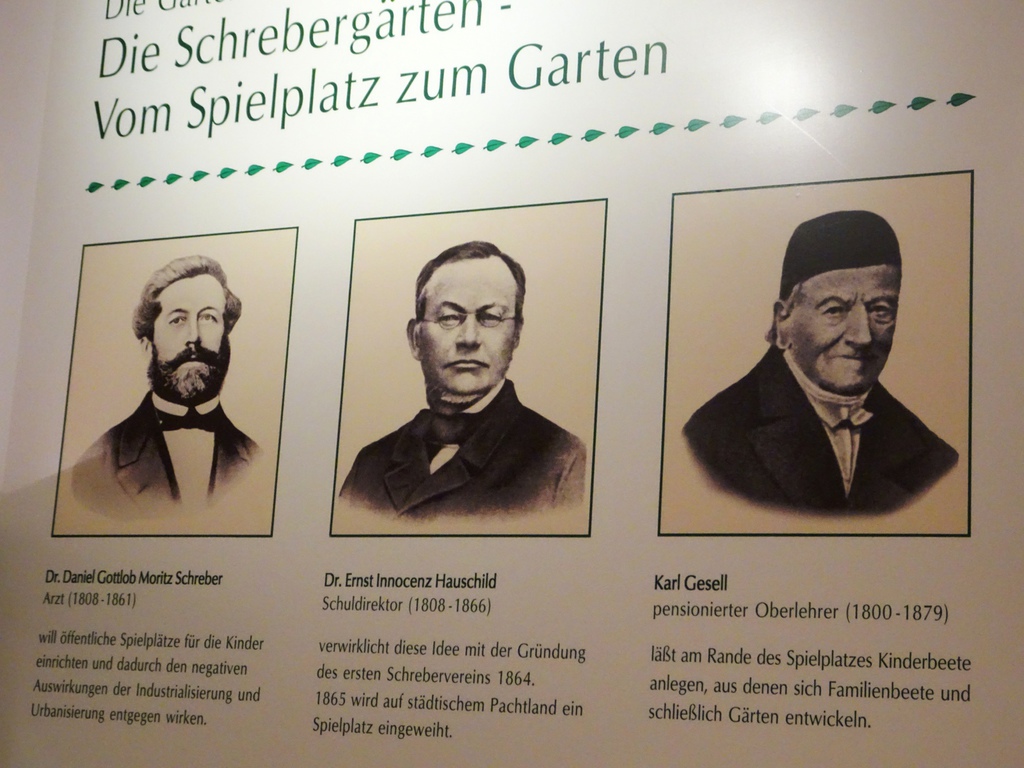 Die Schrebergärten -
Vom Spielplatz zum Garten
Dr. Daniel Gottlob Moritz Schreber
Arzt (1808-1861)
will öffentliche Spielplätze für die Kinder
einrichten und dadurch den negativen
Auswirkungen der Industrialisierung und
Urbanisierung entgegen wirken.
Dr. Ernst Innocenz Hauschild
Schuldirektor (1808-1866)
verwirklicht diese Idee mit der Gründung
des ersten Schrebervereins 1864.
1865 wird auf städtischem Pachtland ein
Spielplatz eingeweiht.
Karl Gesell
pensionierter Oberlehrer (1800-1879)
läßt am Rande des Spielplatzes Kinderbeete
anlegen, aus denen sich Familienbeete und
schließlich Gärten entwickeln.